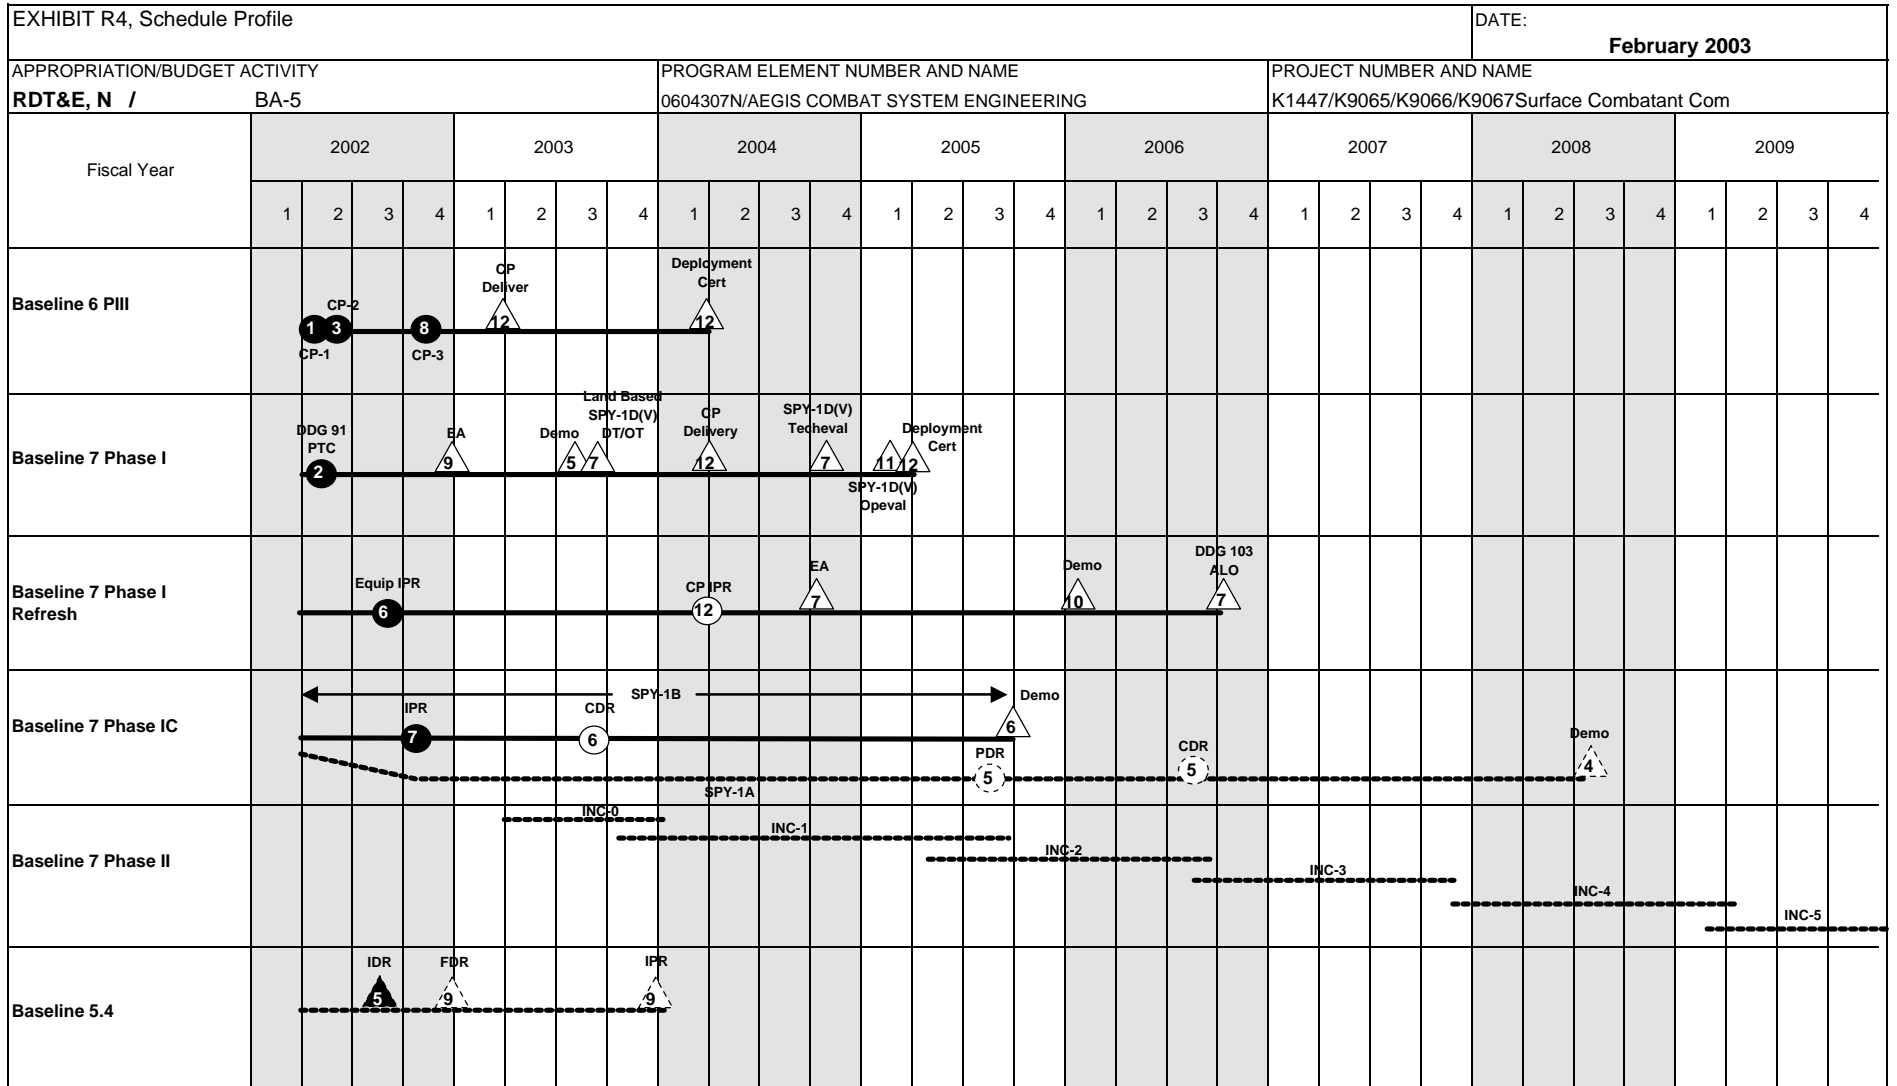 EXHIBIT R4, Schedule Profile
DATE:
February 2003
APPROPRIATION/BUDGET ACTIVITY
PROGRAM ELEMENT NUMBER AND NAME
PROJECT NUMBER AND NAME
RDT&E, N / BA-5
0604307N/AEGIS COMBAT SYSTEM ENGINEERING
K1447/K9065/K9066/K9067Surface Combatant Com
Fiscal Year
2002 2003 2004 2005 2006 2007 2008 2009
1 2 3 4 1 2 3 4 1 2 3 4 1 2 3 4 1 2 3 4 1 2 3 4 1 2 3 4 1 2 3 4
Baseline 6 PIII
CP-2
CP
Deliver
Deployment
Cert
1 3 8 12 12
CP-1
CP-3
Baseline 7 Phase I
DDG 91
PTC
EA
Demo
Land Based
SPY-1D(V)
DT/OT
CP
Delivery
SPY-1D(V)
Techeval
Deployment
Cert
2 9 5 7 12 7 11 12
SPY-1D(V)
Opeval
Baseline 7 Phase I
Refresh
Equip IPR
CP IPR
EA
Demo
DDG 103
ALO
6 12 7 10 7
Baseline 7 Phase IC
SPY-1B
Demo
IPR
CDR
7 6 6
PDR
CDR
Demo
5 5 4
SPY-1A
Baseline 7 Phase II
INC-0
INC-1
INC-2
INC-3
INC-4
INC-5
Baseline 5.4
IDR
FDR
IPR
5 9 9